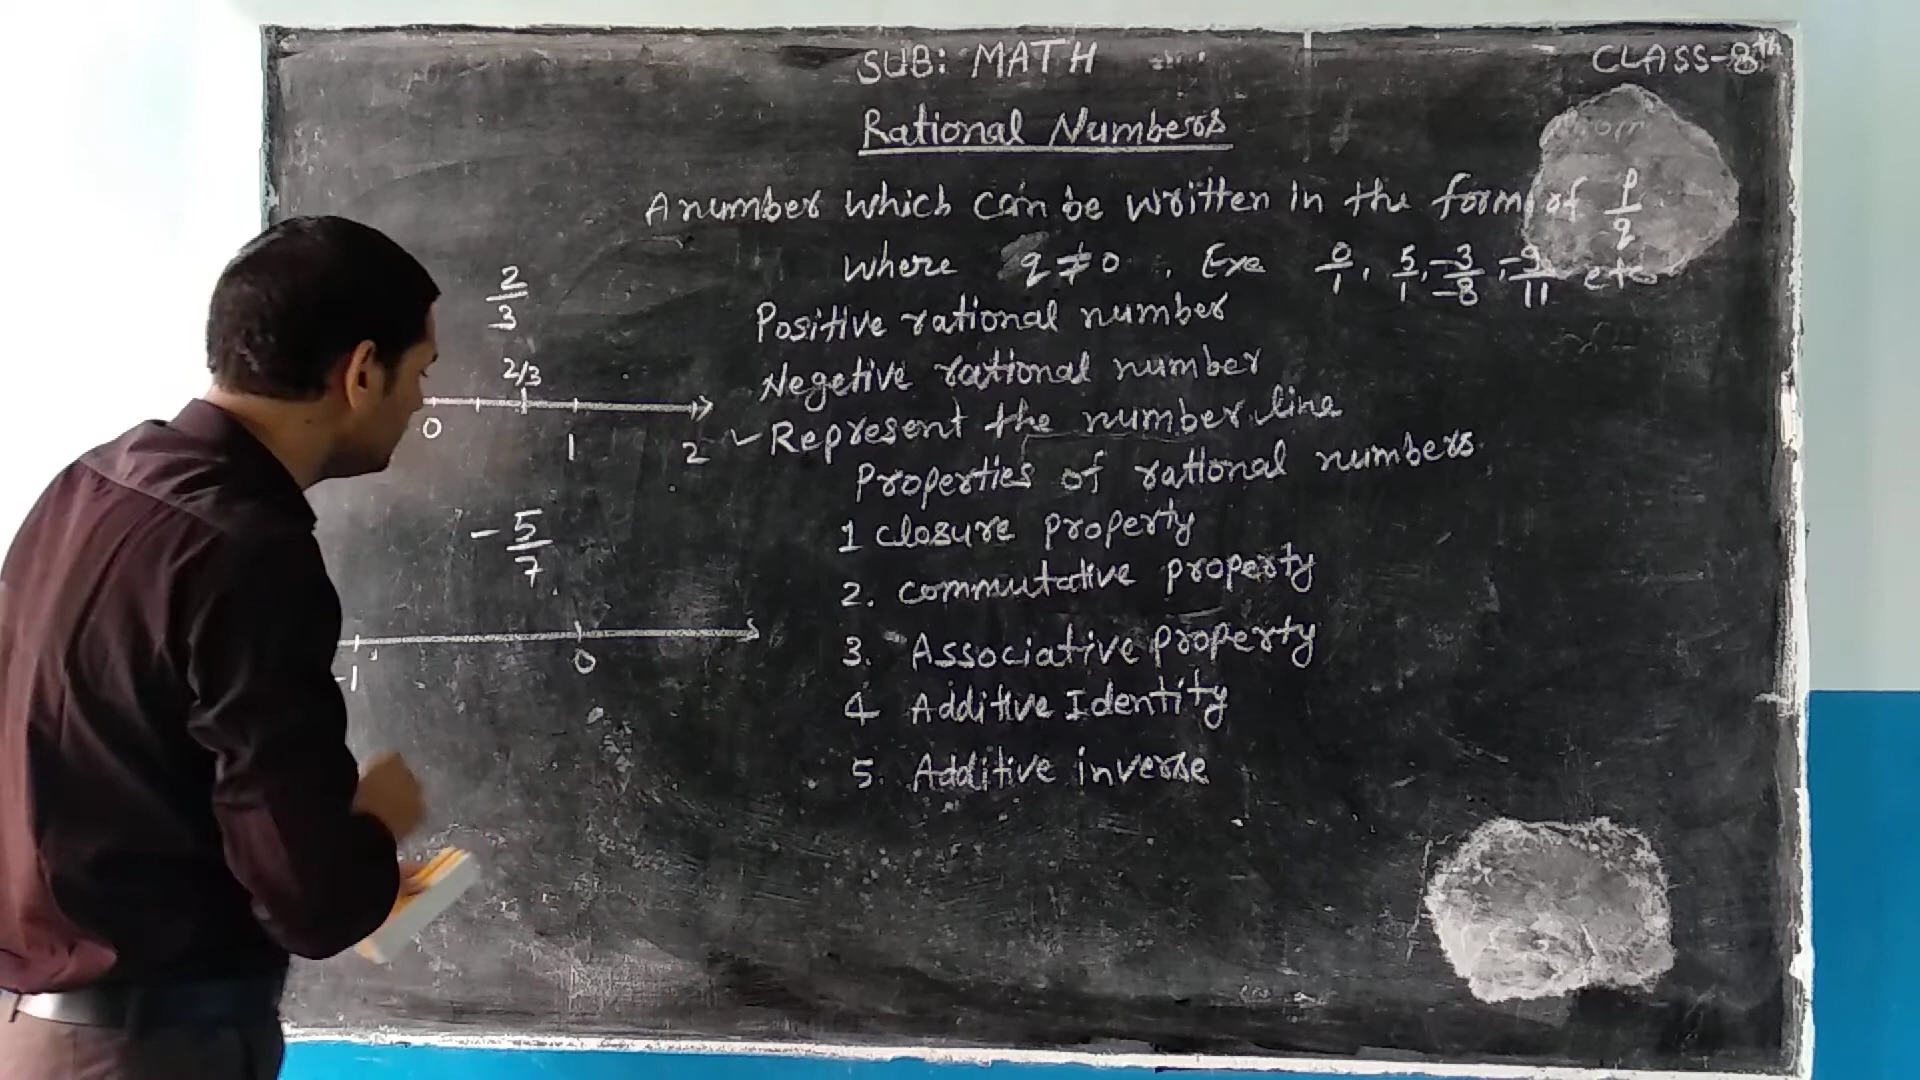 SUB: MATH
CLASS-8th
Rational Numbers
A number which can be written in the form of p/q
where q ≠ 0 . Exe 0/1, 5/1, -3/-8, -9/11 etc
Positive rational number
Negetive rational number
Represent the number line
Properties of rational numbers
1 closure property
2. commutative property
3. Associative property
4 Additive Identity
5. Additive inverse
2/3
2/3
0 1 2
-5/7
-1 0